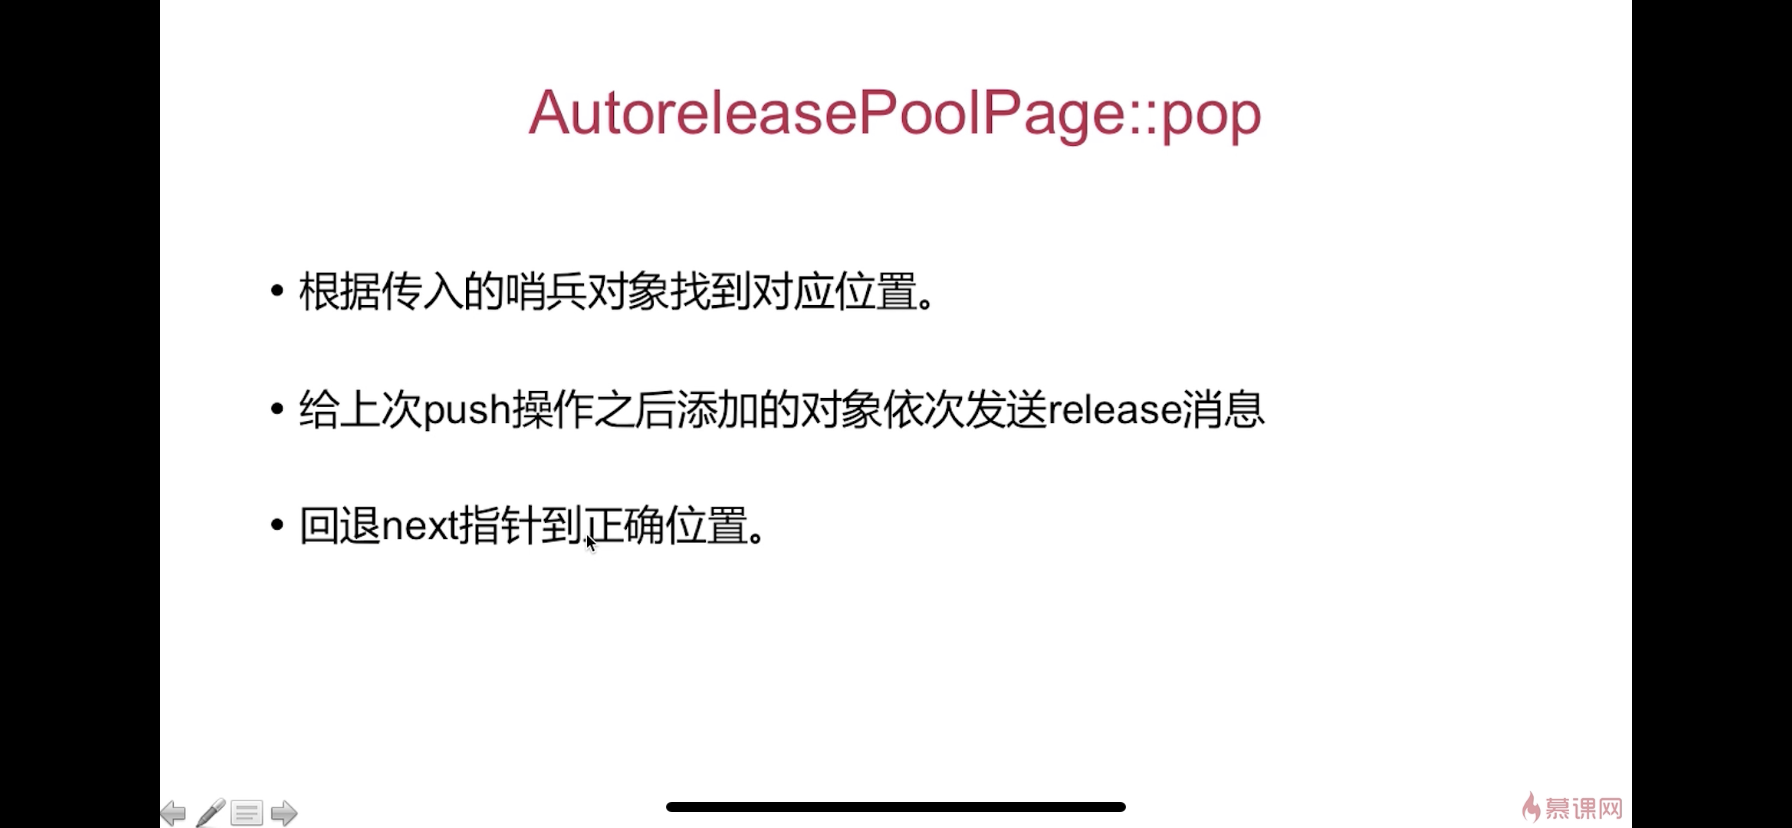 AutoreleasePoolPage::pop
• 根据传入的哨兵对象找到对应位置。
• 给上次push操作之后添加的对象依次发送release消息
• 回退next指针到正确位置。
慕课网